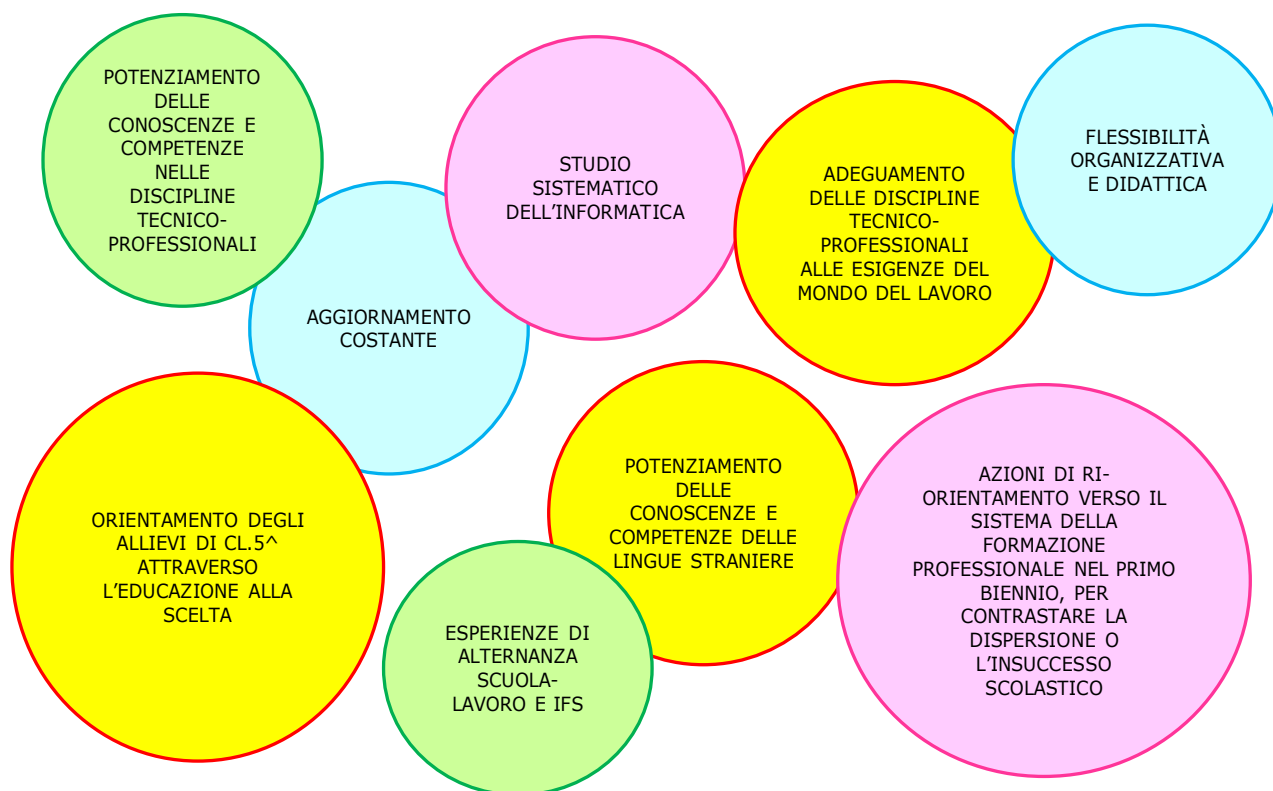 POTENZIAMENTO
DELLE
CONOSCENZE E
COMPETENZE
NELLE
DISCIPLINE
TECNICO-
PROFESSIONALI
STUDIO
SISTEMATICO
DELL'INFORMATICA
ADEGUAMENTO
DELLE DISCIPLINE
TECNICO-
PROFESSIONALI
ALLE ESIGENZE DEL
MONDO DEL LAVORO
FLESSIBILITÀ
ORGANIZZATIVA
E DIDATTICA
AGGIORNAMENTO
COSTANTE
ORIENTAMENTO DEGLI
ALLIEVI DI CL.5^
ATTRAVERSO
L'EDUCAZIONE ALLA
SCELTA
POTENZIAMENTO
DELLE
CONOSCENZE E
COMPETENZE DELLE
LINGUE STRANIERE
AZIONI DI RI-
ORIENTAMENTO VERSO IL
SISTEMA DELLA
FORMAZIONE
PROFESSIONALE NEL PRIMO
BIENNIO, PER
CONTRASTARE LA
DISPERSIONE O
L'INSUCCESSO
SCOLASTICO
ESPERIENZE DI
ALTERNANZA
SCUOLA-
LAVORO E IFS